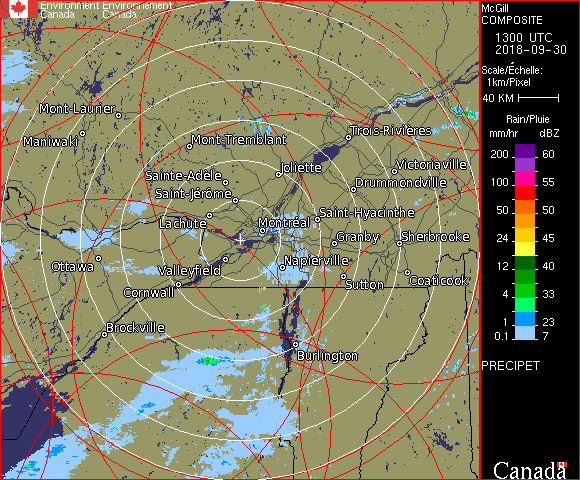 Environment Environnement
Canada Canada
McGill
COMPOSITE
1300 UTC
2018-09-30
Scale/Échelle:
1km/Pixel
40 KM
Rain/Pluie
mm/hr dBZ
200 60
150 57
100 55
50 50
24 45
12 40
4 33
1 23
0.1 7
PRECIPET
Mont-Laurier
Maniwaki
Mont-Tremblant
Trois-Rivières
Joliette
Victoriaville
Sainte-Adèle
Drummondville
Saint-Jérôme
Lachute
Saint-Hyacinthe
Montréal
Granby
Sherbrooke
Ottawa
Valleyfield
Napierville
Cornwall
Sutton
Coaticook
Brockville
Burlington
Canada